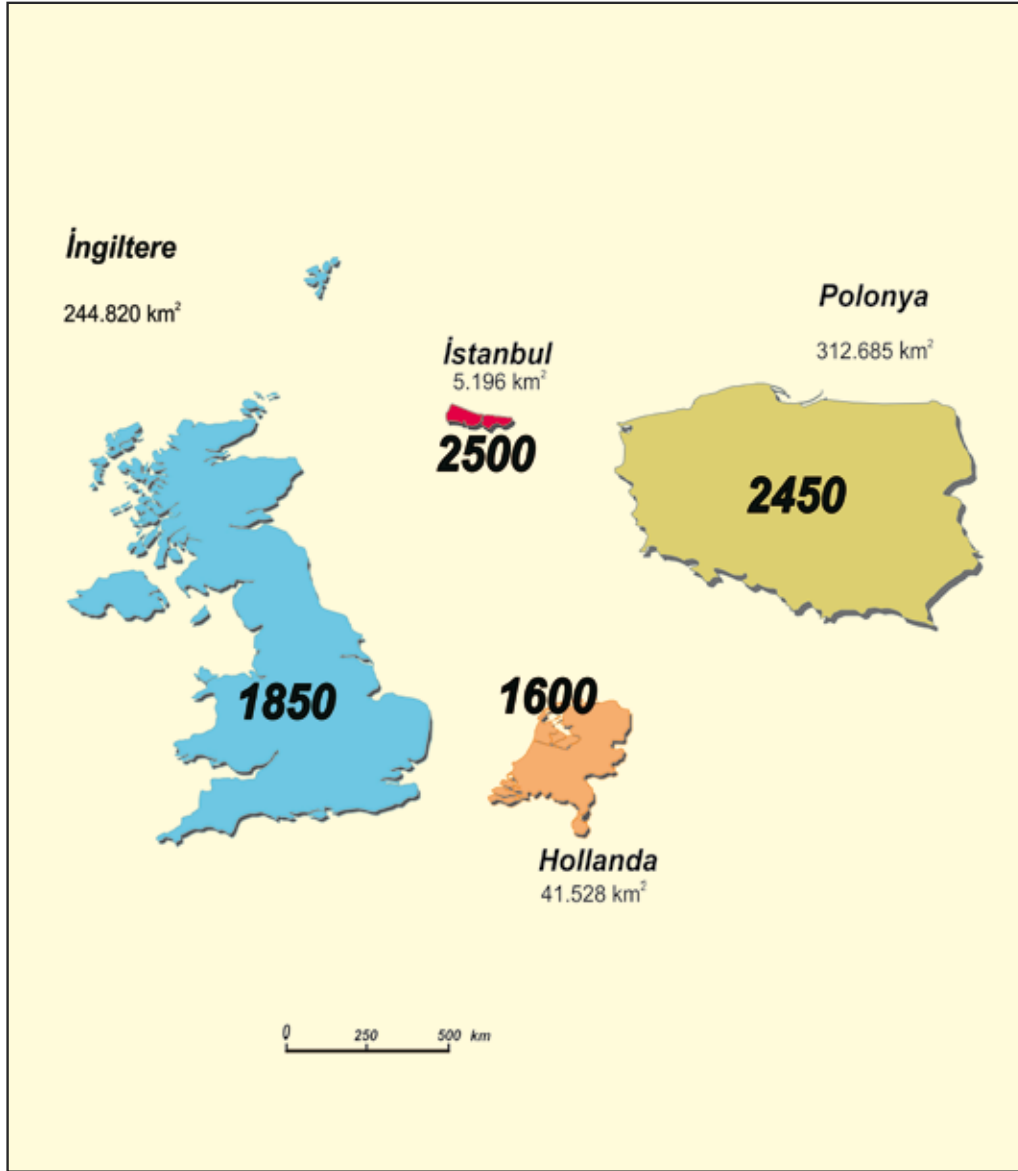 İngiltere
244.820 km²
İstanbul
5.196 km²
2500
Polonya
312.685 km²
2450
1850
1600
Hollanda
41.528 km²
0 250 500 km